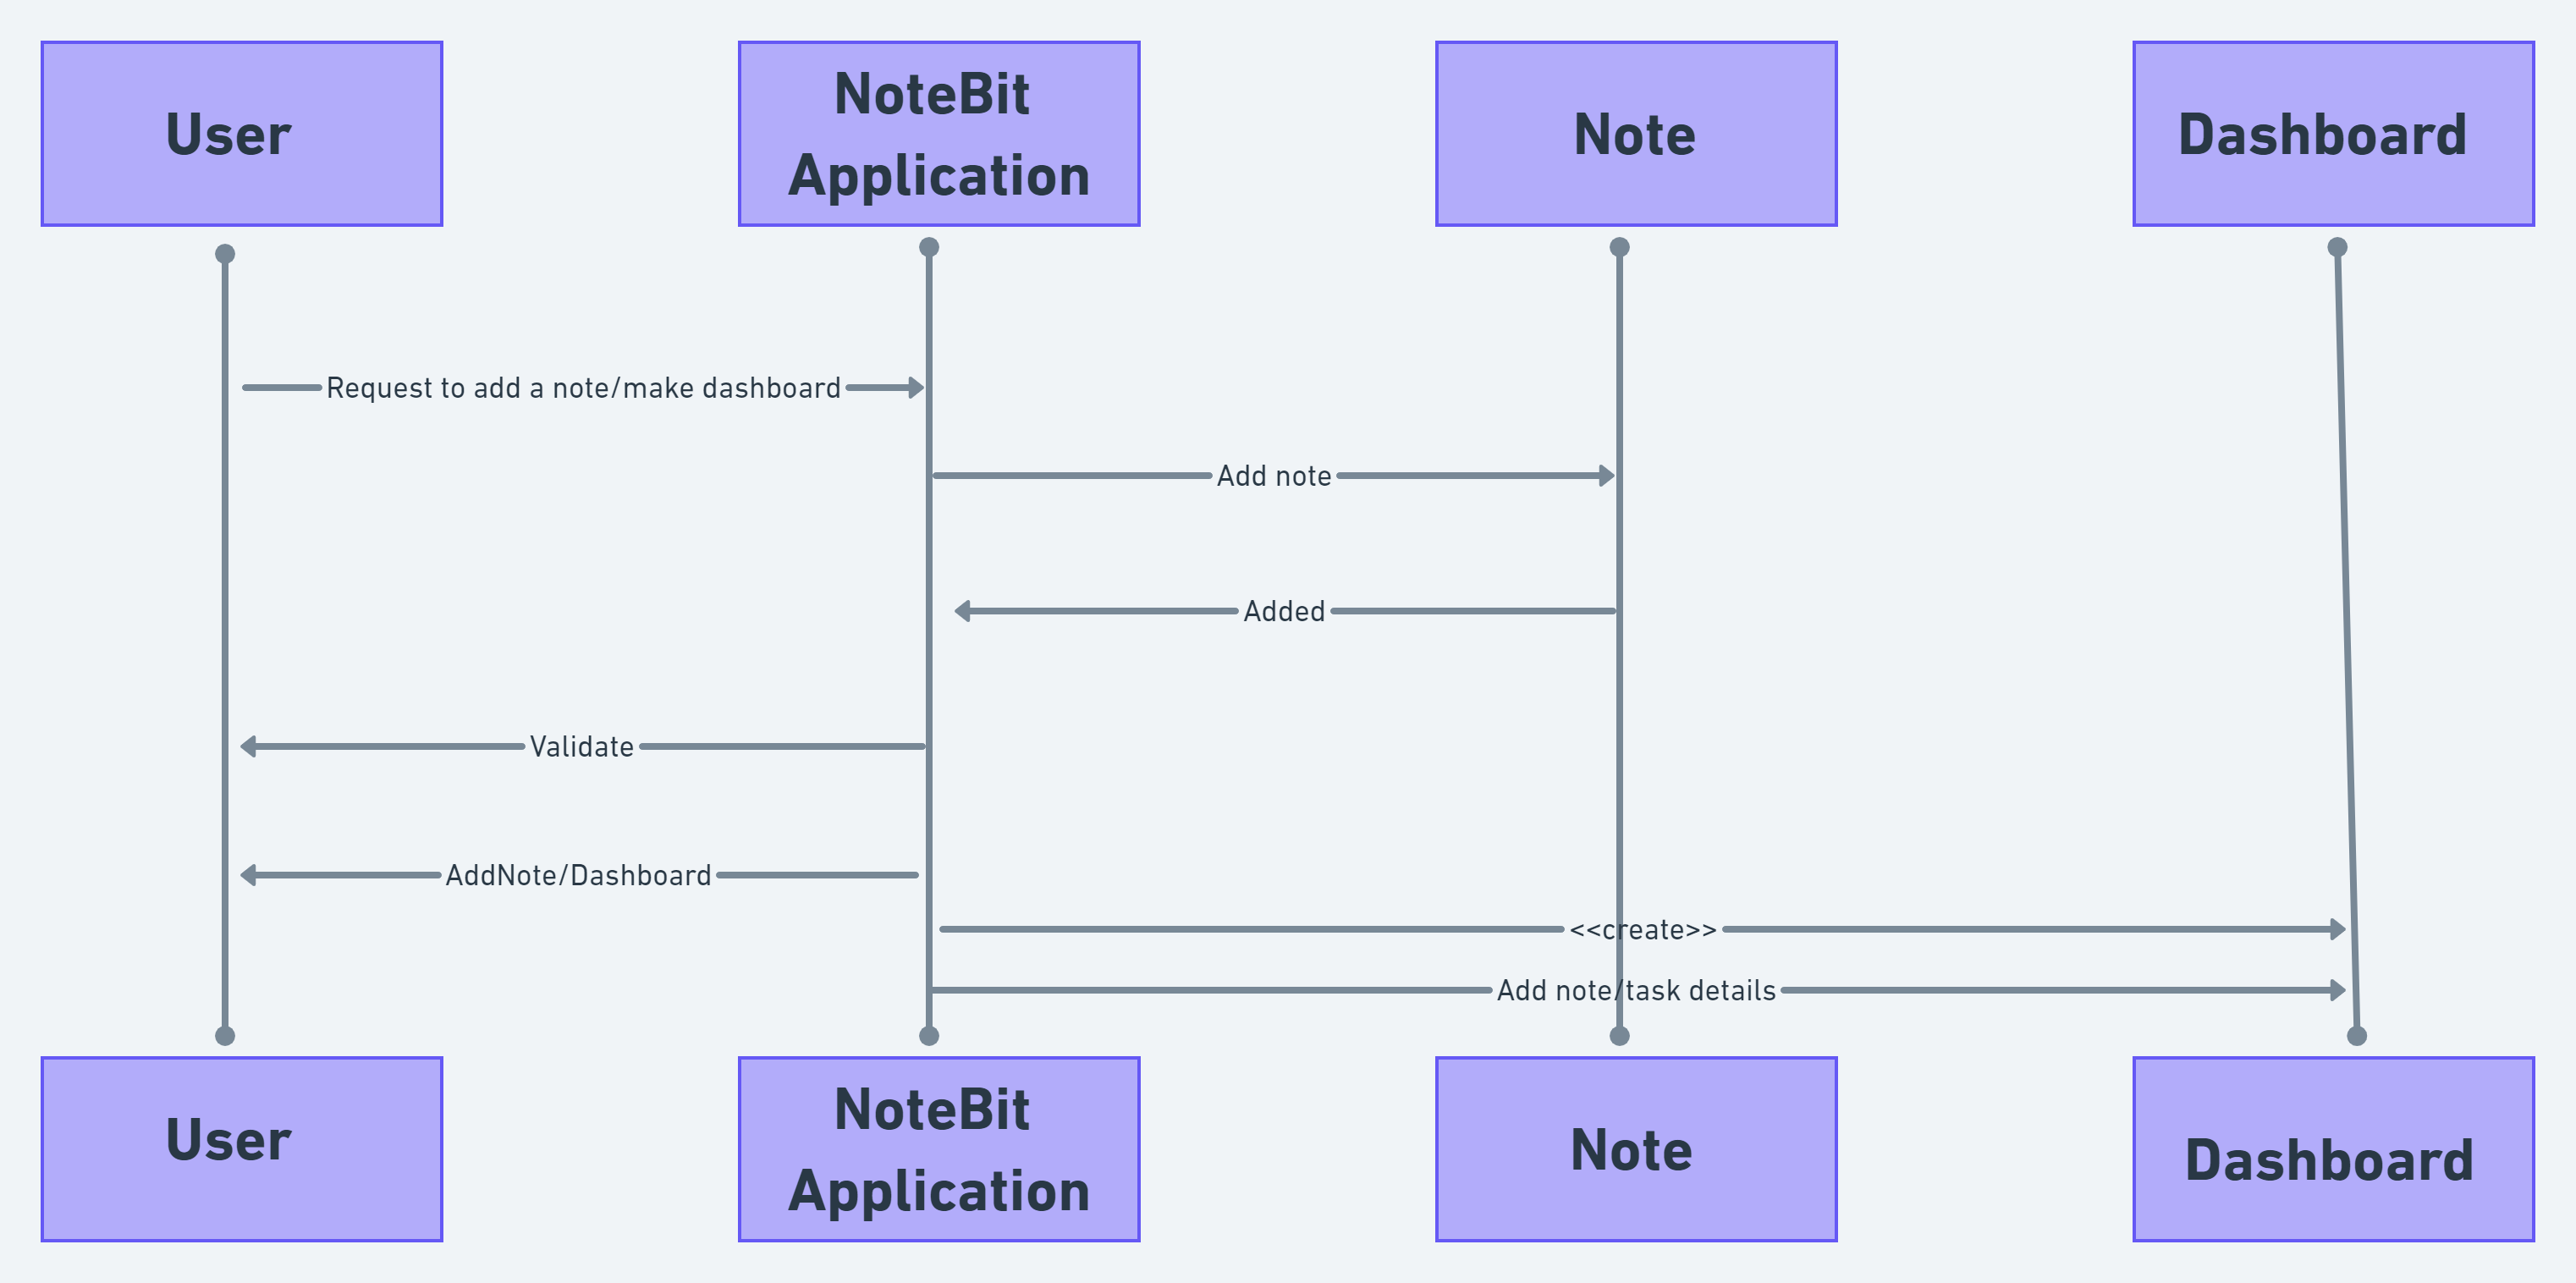 User
NoteBit
Application
Note
Dashboard
Request to add a note/make dashboard
Add note
Added
Validate
AddNote/Dashboard
<<create>>
Add note/task details
User
NoteBit
Application
Note
Dashboard